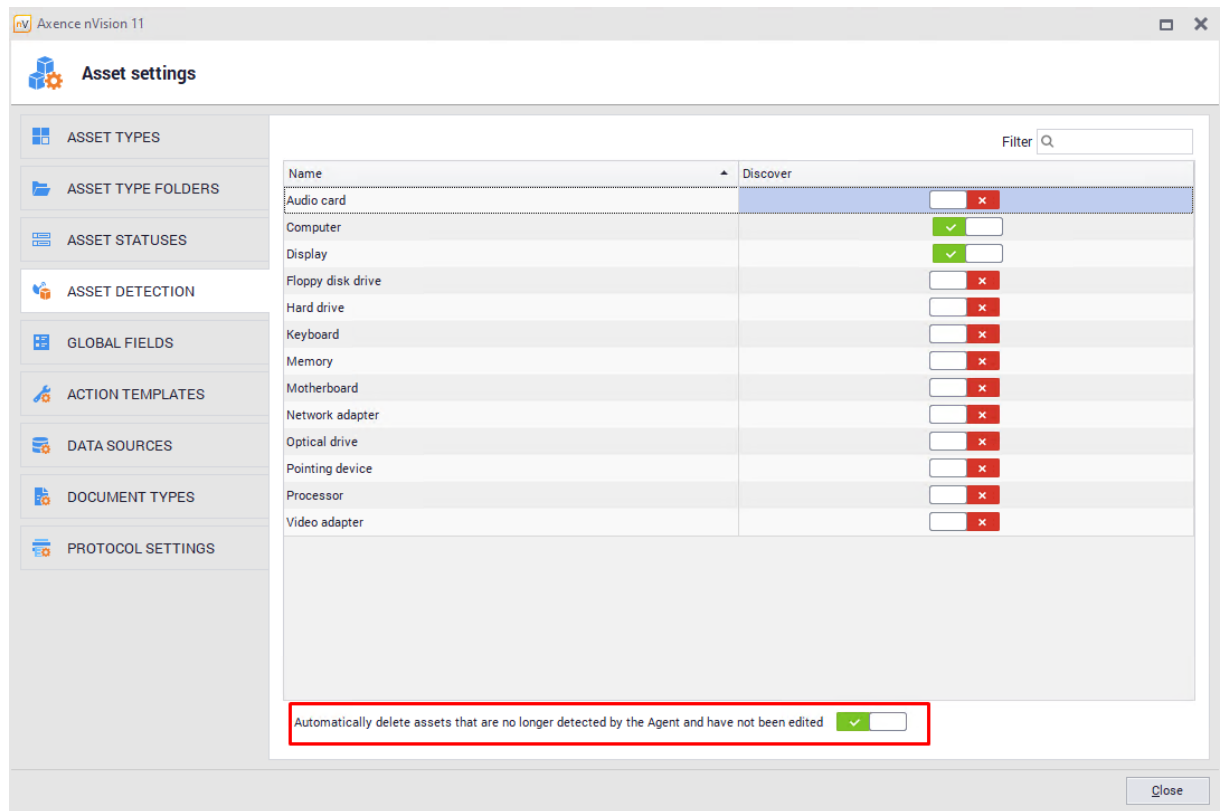 nV Axence nVision 11
Asset settings
ASSET TYPES
ASSET TYPE FOLDERS
ASSET STATUSES
ASSET DETECTION
GLOBAL FIELDS
ACTION TEMPLATES
DATA SOURCES
DOCUMENT TYPES
PROTOCOL SETTINGS
Filter
Name Discover
Audio card
Computer
Display
Floppy disk drive
Hard drive
Keyboard
Memory
Motherboard
Network adapter
Optical drive
Pointing device
Processor
Video adapter
Automatically delete assets that are no longer detected by the Agent and have not been edited
Close